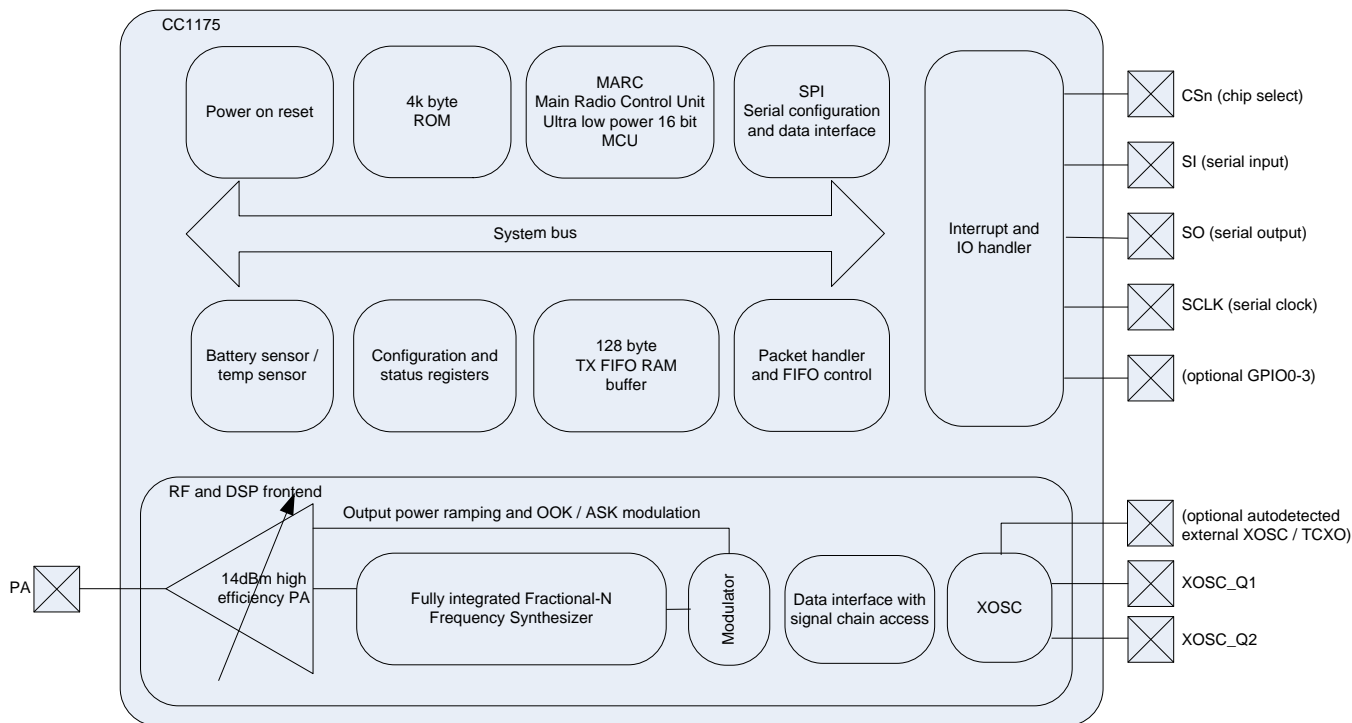 CC1175
Power on reset
4k byte
ROM
MARC
Main Radio Control Unit
Ultra low power 16 bit
MCU
SPI
Serial configuration
and data interface
System bus
Interrupt and
IO handler
Battery sensor /
temp sensor
Configuration and
status registers
128 byte
TX FIFO RAM
buffer
Packet handler
and FIFO control
CSn (chip select)
SI (serial input)
SO (serial output)
SCLK (serial clock)
(optional GPIO0-3)
RF and DSP frontend
Output power ramping and OOK / ASK modulation
PA
14dBm high
efficiency PA
Fully integrated Fractional-N
Frequency Synthesizer
Modulator
Data interface with
signal chain access
XOSC
(optional autodetected
external XOSC / TCXO)
XOSC_Q1
XOSC_Q2